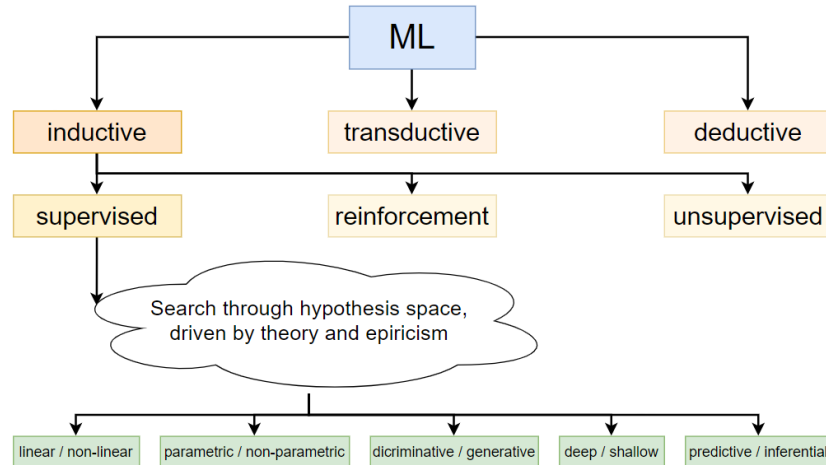 ML
inductive
transductive
deductive
supervised
reinforcement
unsupervised
Search through hypothesis space,
driven by theory and epiricism
linear / non-linear
parametric / non-parametric
dicriminative / generative
deep / shallow
predictive / inferential